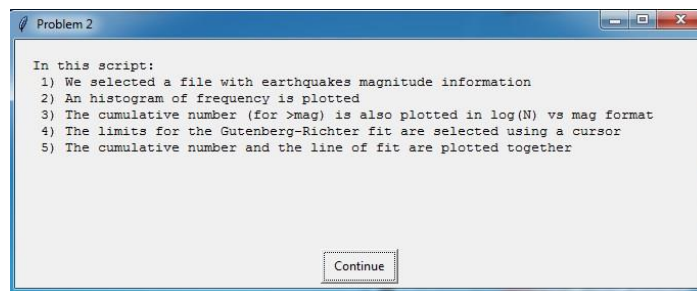 Problem 2
In this script:
1) We selected a file with earthquakes magnitude information
2) An histogram of frequency is plotted
3) The cumulative number (for >mag) is also plotted in log(N) vs mag format
4) The limits for the Gutenberg-Richter fit are selected using a cursor
5) The cumulative number and the line of fit are plotted together
Continue